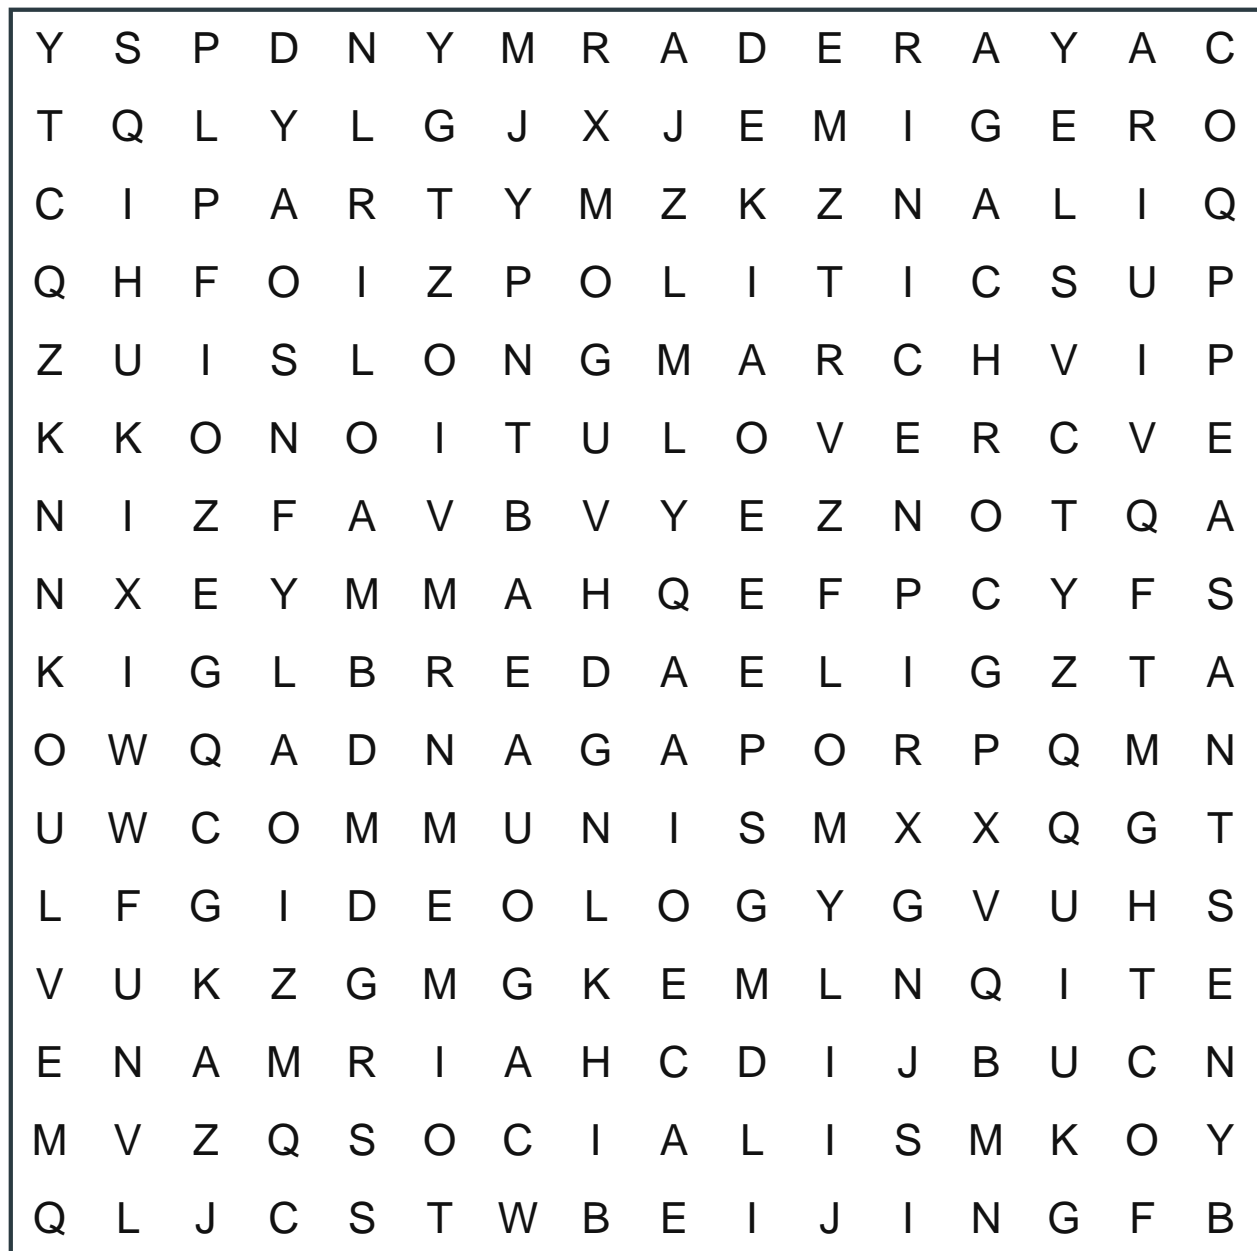 Y S P D N Y M R A D E R A Y A C
T Q L Y L G J X J E M I G E R O
C I P A R T Y M Z K Z N A L I Q
Q H F O I Z P O L I T I C S U P
Z U I S L O N G M A R C H V I P
K K O N O I T U L O V E R C V E
N I Z F A V B V Y E Z N O T Q A
N X E Y M M A H Q E F P C Y F S
K I G L B R E D A E L I G Z T A
O W Q A D N A G A P O R P Q M N
U W C O M M U N I S M X X Q G T
L F G I D E O L O G Y G V U H S
V U K Z G M G K E M L N Q I T E
E N A M R I A H C D I J B U C N
M V Z Q S O C I A L I S M K O Y
Q L J C S T W B E I J I N G F B